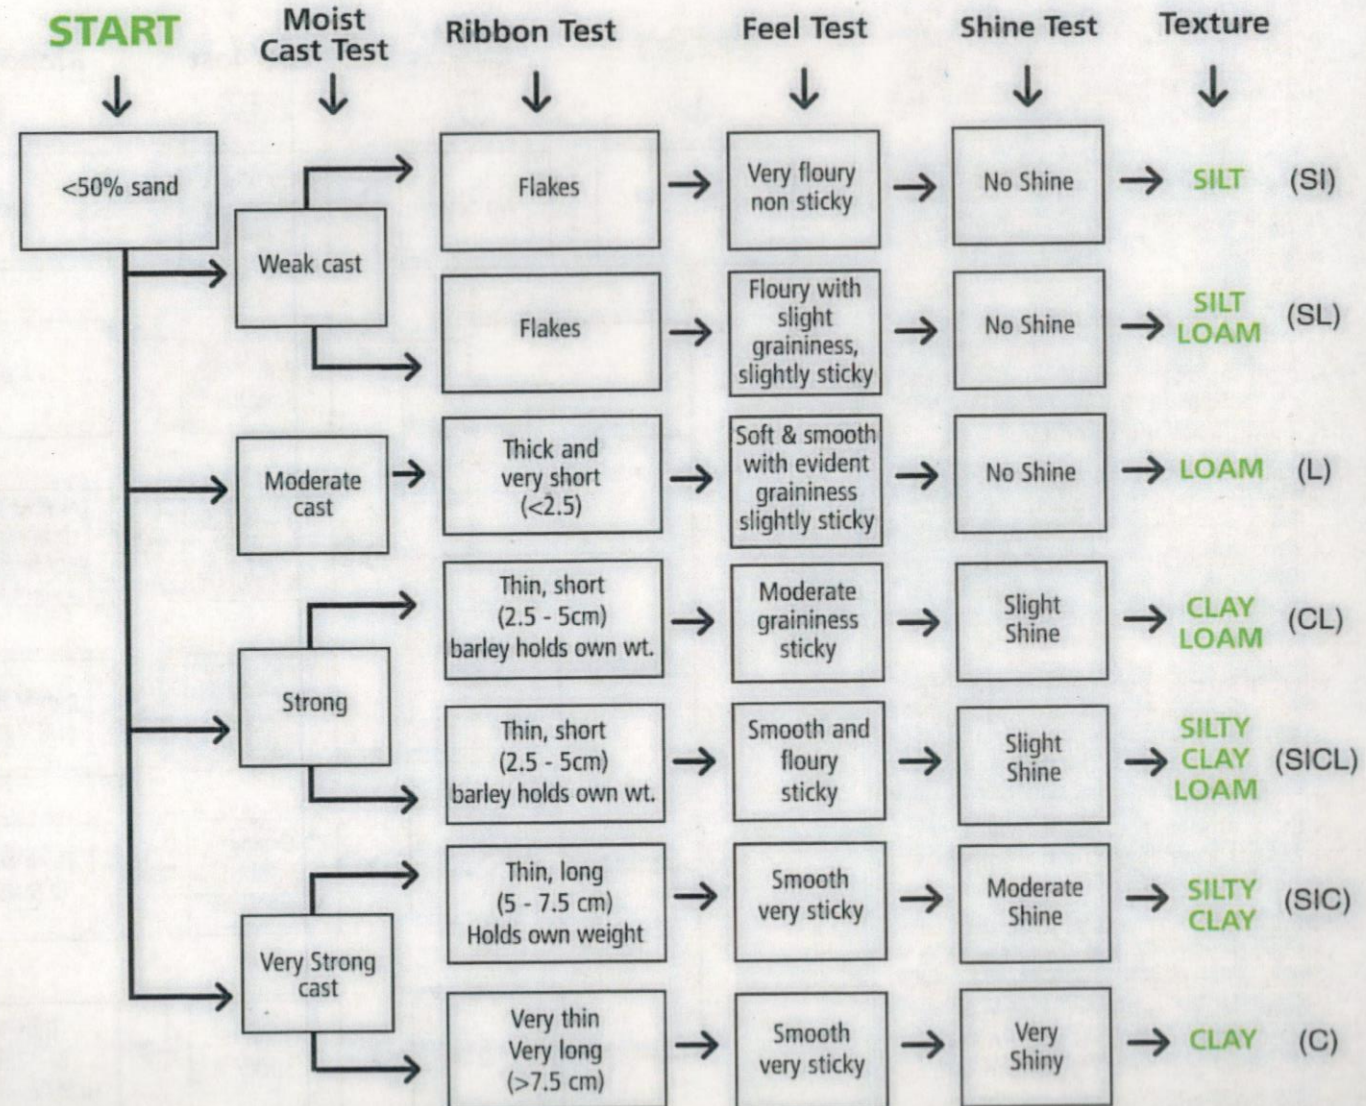 START
Moist
Cast Test
Ribbon Test
Feel Test
Shine Test
Texture
<50% sand
Weak cast
Flakes
Very floury
non sticky
No Shine
SILT
(SI)
Flakes
Floury with
slight
graininess,
slightly sticky
No Shine
SILT
LOAM
(SL)
Moderate
cast
Thick and
very short
(<2.5)
Soft & smooth
with evident
graininess
slightly sticky
No Shine
LOAM
(L)
Strong
Thin, short
(2.5 - 5cm)
barley holds own wt.
Moderate
graininess
sticky
Slight
Shine
CLAY
LOAM
(CL)
Thin, short
(2.5 - 5cm)
barley holds own wt.
Smooth and
floury
sticky
Slight
Shine
SILTY
CLAY
LOAM
(SICL)
Very Strong
cast
Thin, long
(5 - 7.5 cm)
Holds own weight
Smooth
very sticky
Moderate
Shine
SILTY
CLAY
(SIC)
Very thin
Very long
(>7.5 cm)
Smooth
very sticky
Very
Shiny
CLAY
(C)